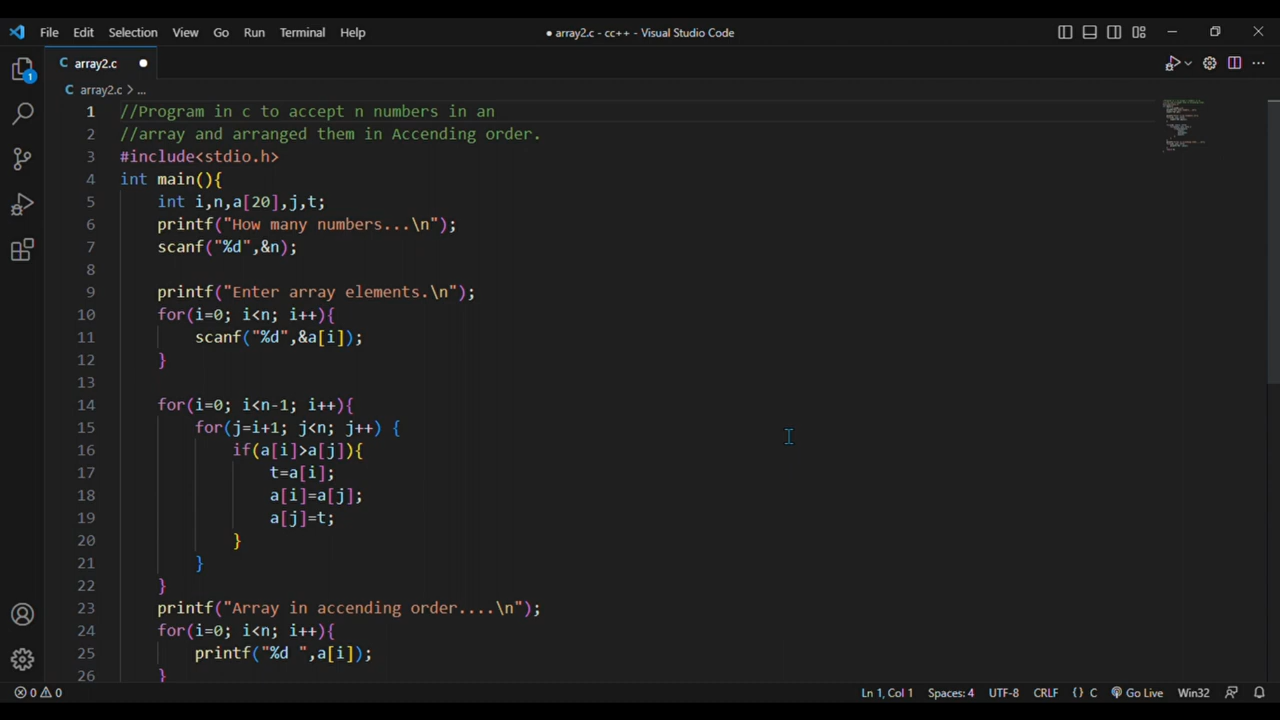 File Edit Selection View Go Run Terminal Help ● array2.c - cc++ - Visual Studio Code
C array2.c ●
C array2.c > ...
1 //Program in c to accept n numbers in an
2 //array and arranged them in Accending order.
3 #include<stdio.h>
4 int main(){
5 int i,n,a[20],j,t;
6 printf("How many numbers...\n");
7 scanf("%d",&n);
8
9 printf("Enter array elements.\n");
10 for(i=0; i<n; i++){
11 scanf("%d",&a[i]);
12 }
13
14 for(i=0; i<n-1; i++){
15 for(j=i+1; j<n; j++) {
16 if(a[i]>a[j]){
17 t=a[i];
18 a[i]=a[j];
19 a[j]=t;
20 }
21 }
22 }
23 printf("Array in accending order....\n");
24 for(i=0; i<n; i++){
25 printf("%d ",a[i]);
26 }
1
0 0 Ln 1, Col 1 Spaces: 4 UTF-8 CRLF {} C Go Live Win32